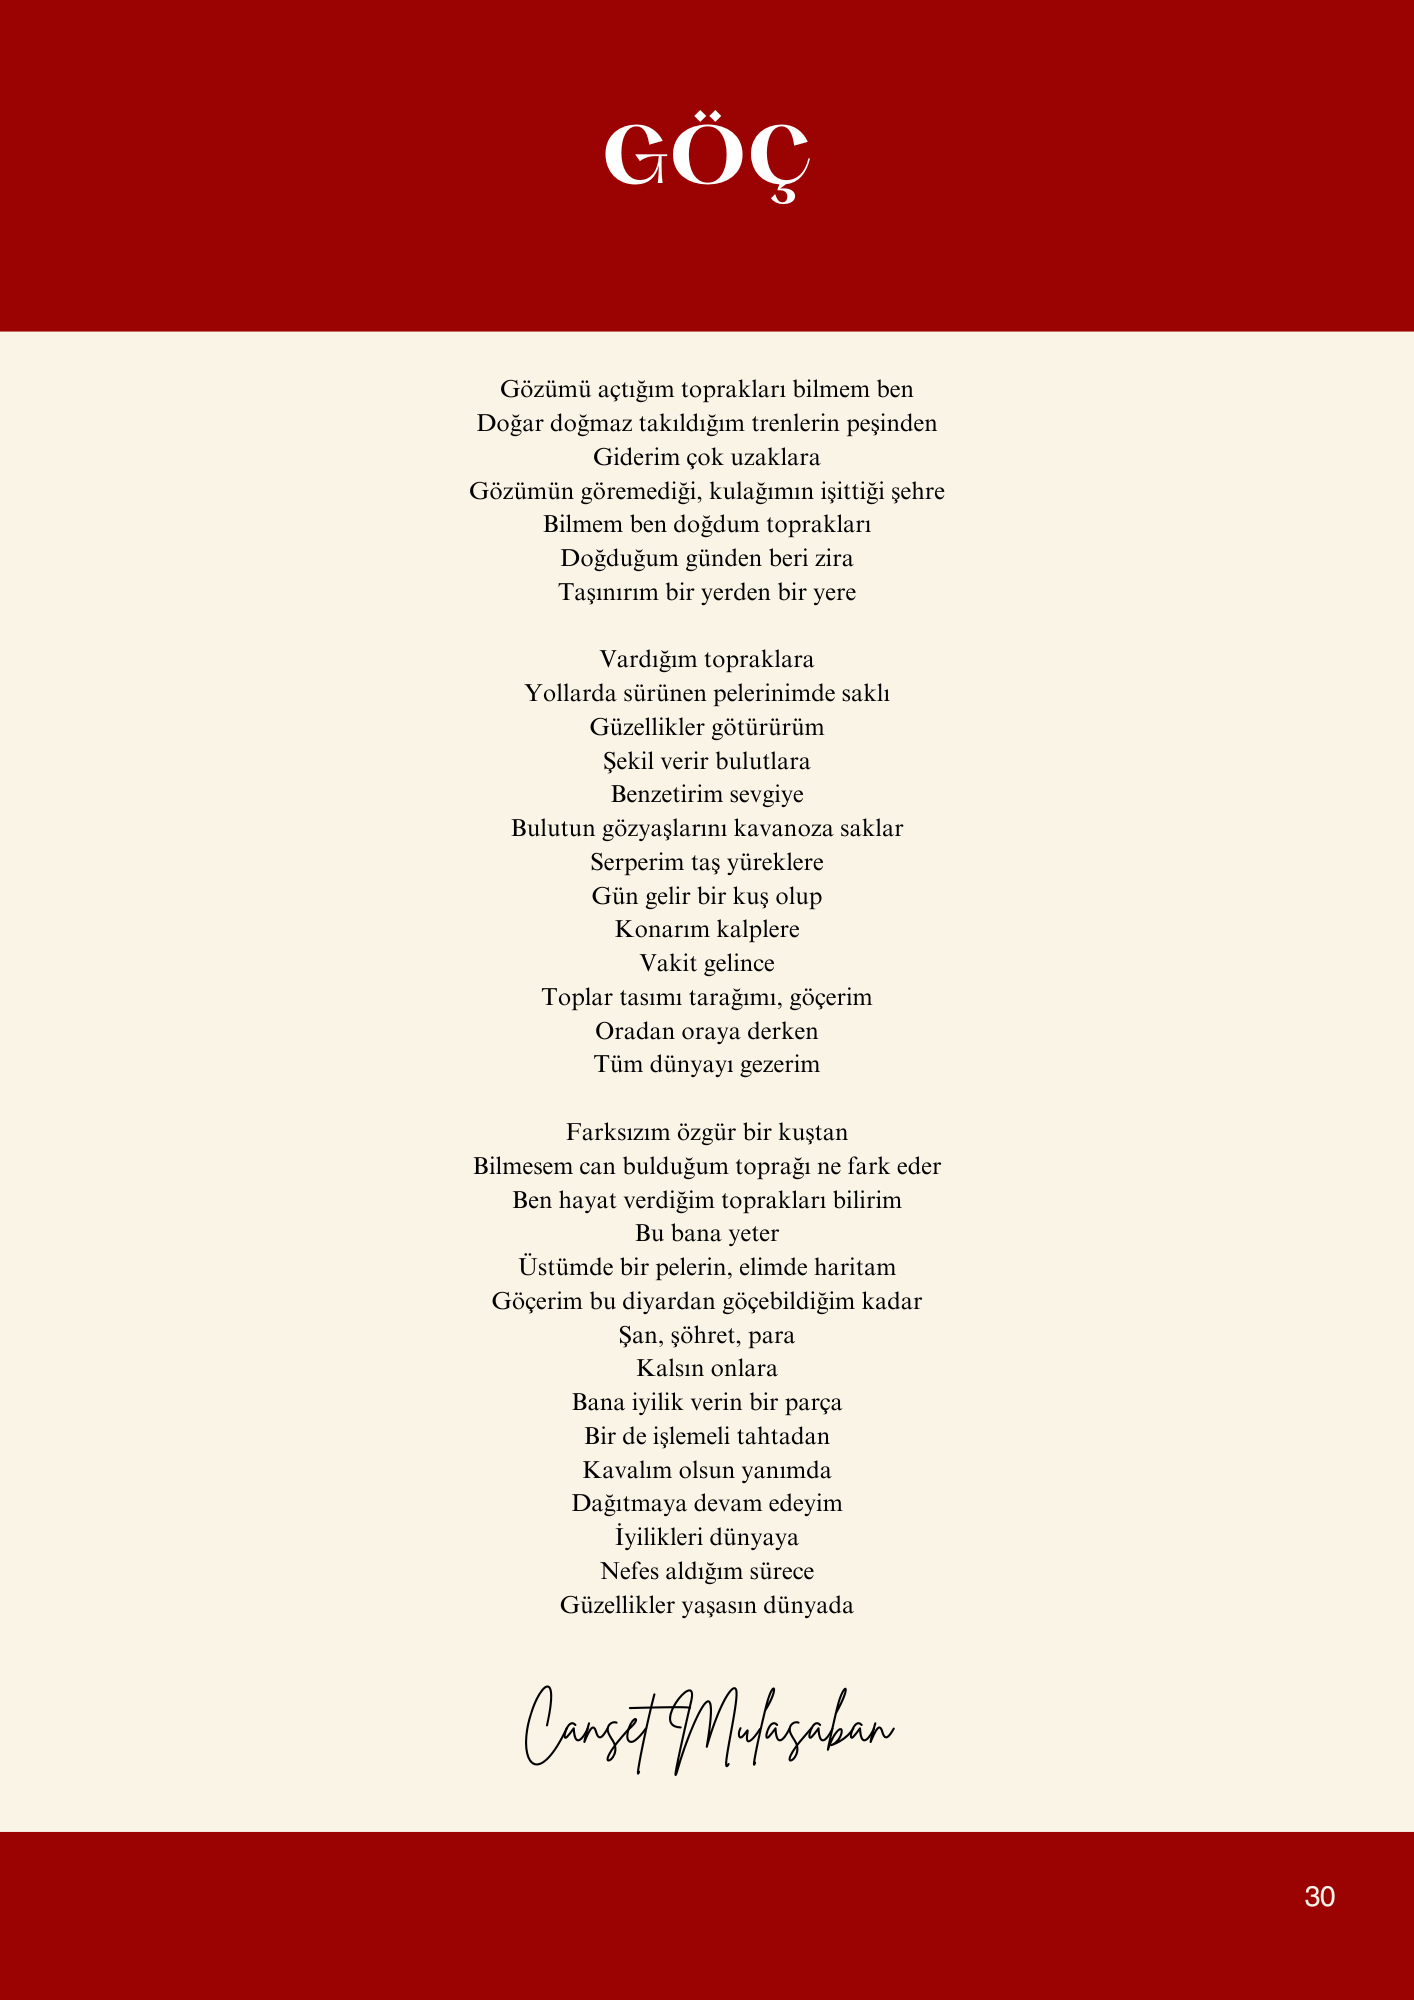 GÖÇ
Gözümü açtığım toprakları bilmem ben
Doğar doğmaz takıldığım trenlerin peşinden
Giderim çok uzaklara
Gözümün göremediği, kulağımın işittiği şehre
Bilmem ben doğdum toprakları
Doğduğum günden beri zira
Taşınırım bir yerden bir yere
Vardığım topraklara
Yollarda sürünen pelerinimde saklı
Güzellikler götürürüm
Şekil verir bulutlara
Benzetirim sevgiye
Bulutun gözyaşlarını kavanoza saklar
Serperim taş yüreklere
Gün gelir bir kuş olup
Konarım kalplere
Vakit gelince
Toplar tasımı tarağımı, göçerim
Oradan oraya derken
Tüm dünyayı gezerim
Farksızım özgür bir kuştan
Bilmesem can bulduğum toprağı ne fark eder
Ben hayat verdiğim toprakları bilirim
Bu bana yeter
Üstümde bir pelerin, elimde haritam
Göçerim bu diyardan göçebildiğim kadar
Şan, şöhret, para
Kalsın onlara
Bana iyilik verin bir parça
Bir de işlemeli tahtadan
Kavalım olsun yanımda
Dağıtmaya devam edeyim
İyilikleri dünyaya
Nefes aldığım sürece
Güzellikler yaşasın dünyada
Canset Mulasaban
30